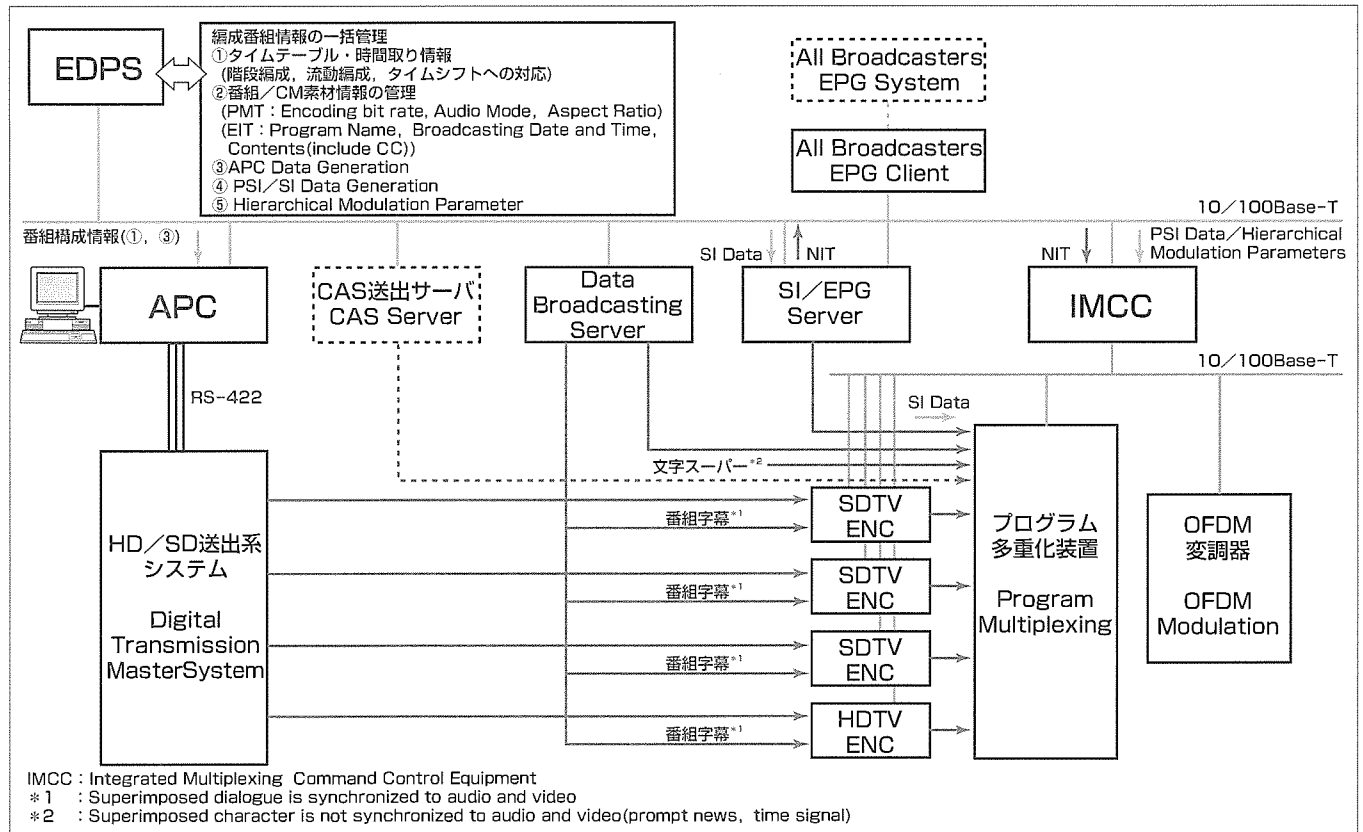 EDPS
編成番組情報の一括管理
①タイムテーブル・時間取り情報
(階段編成，流動編成，タイムシフトへの対応)
②番組／CM素材情報の管理
(PMT：Encoding bit rate, Audio Mode，Aspect Ratio)
(EIT：Program Name，Broadcasting Date and Time，
Contents(include CC))
③APC Data Generation
④ PSI／SI Data Generation
⑤ Hierarchical Modulation Parameter
All Broadcasters
EPG System
All Broadcasters
EPG Client
10／100Base-T
番組構成情報(①，③)
SI Data
NIT
NIT
PSI Data／Hierarchical
Modulation Parameters
APC
CAS送出サーバ
CAS Server
Data
Broadcasting
Server
SI／EPG
Server
IMCC
10／100Base-T
RS-422
SI Data
文字スーパー*2
HD／SD送出系
システム
Digital
Transmission
MasterSystem
番組字幕*1
SDTV
ENC
番組字幕*1
SDTV
ENC
番組字幕*1
SDTV
ENC
番組字幕*1
HDTV
ENC
プログラム
多重化装置
Program
Multiplexing
OFDM
変調器
OFDM
Modulation
IMCC：Integrated Multiplexing Command Control Equipment
*1 ：Superimposed dialogue is synchronized to audio and video
*2 ：Superimposed character is not synchronized to audio and video(prompt news，time signal)